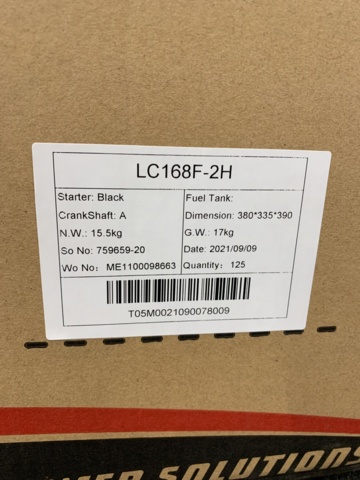 LC168F-2H
Starter: Black
Fuel Tank:
CrankShaft: A
Dimension: 380*335*390
N.W.: 15.5kg
G.W.: 17kg
So No: 759659-20
Date: 2021/09/09
Wo No: ME1100098663
Quantity: 125
T05M0021090078009
SOLUTIONS